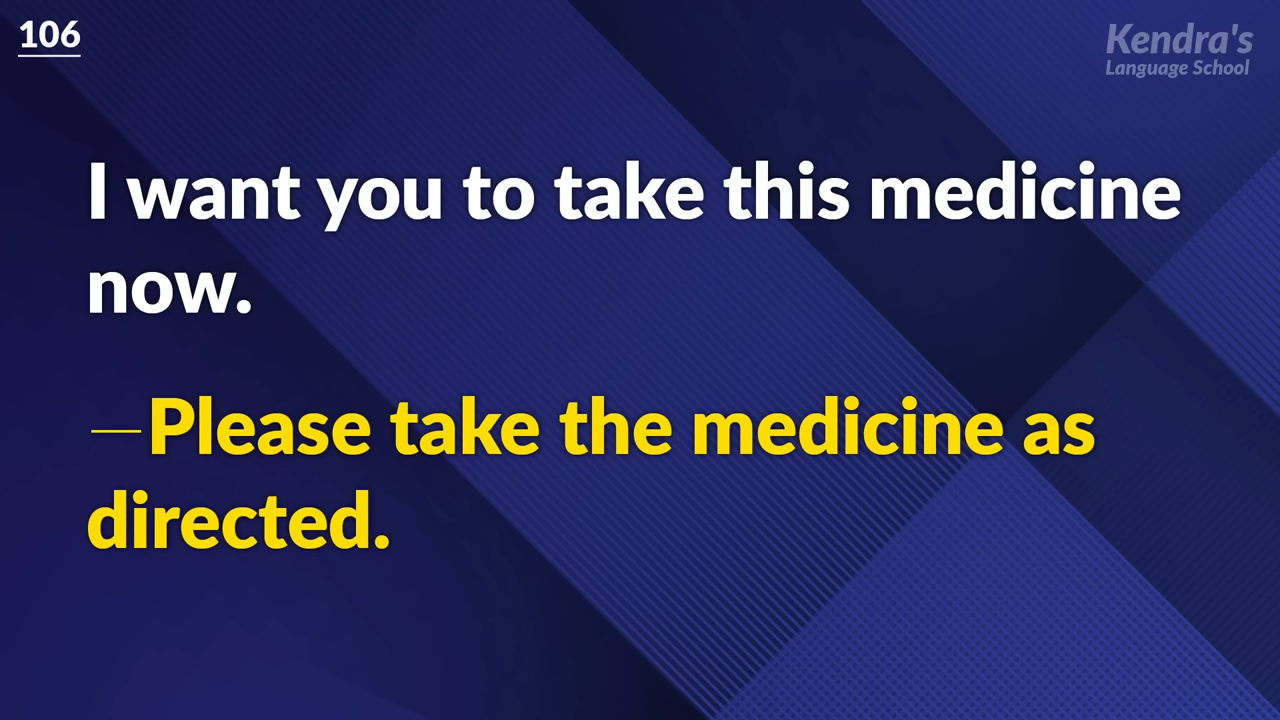 106
Kendra's
Language School
I want you to take this medicine
now.
—Please take the medicine as
directed.